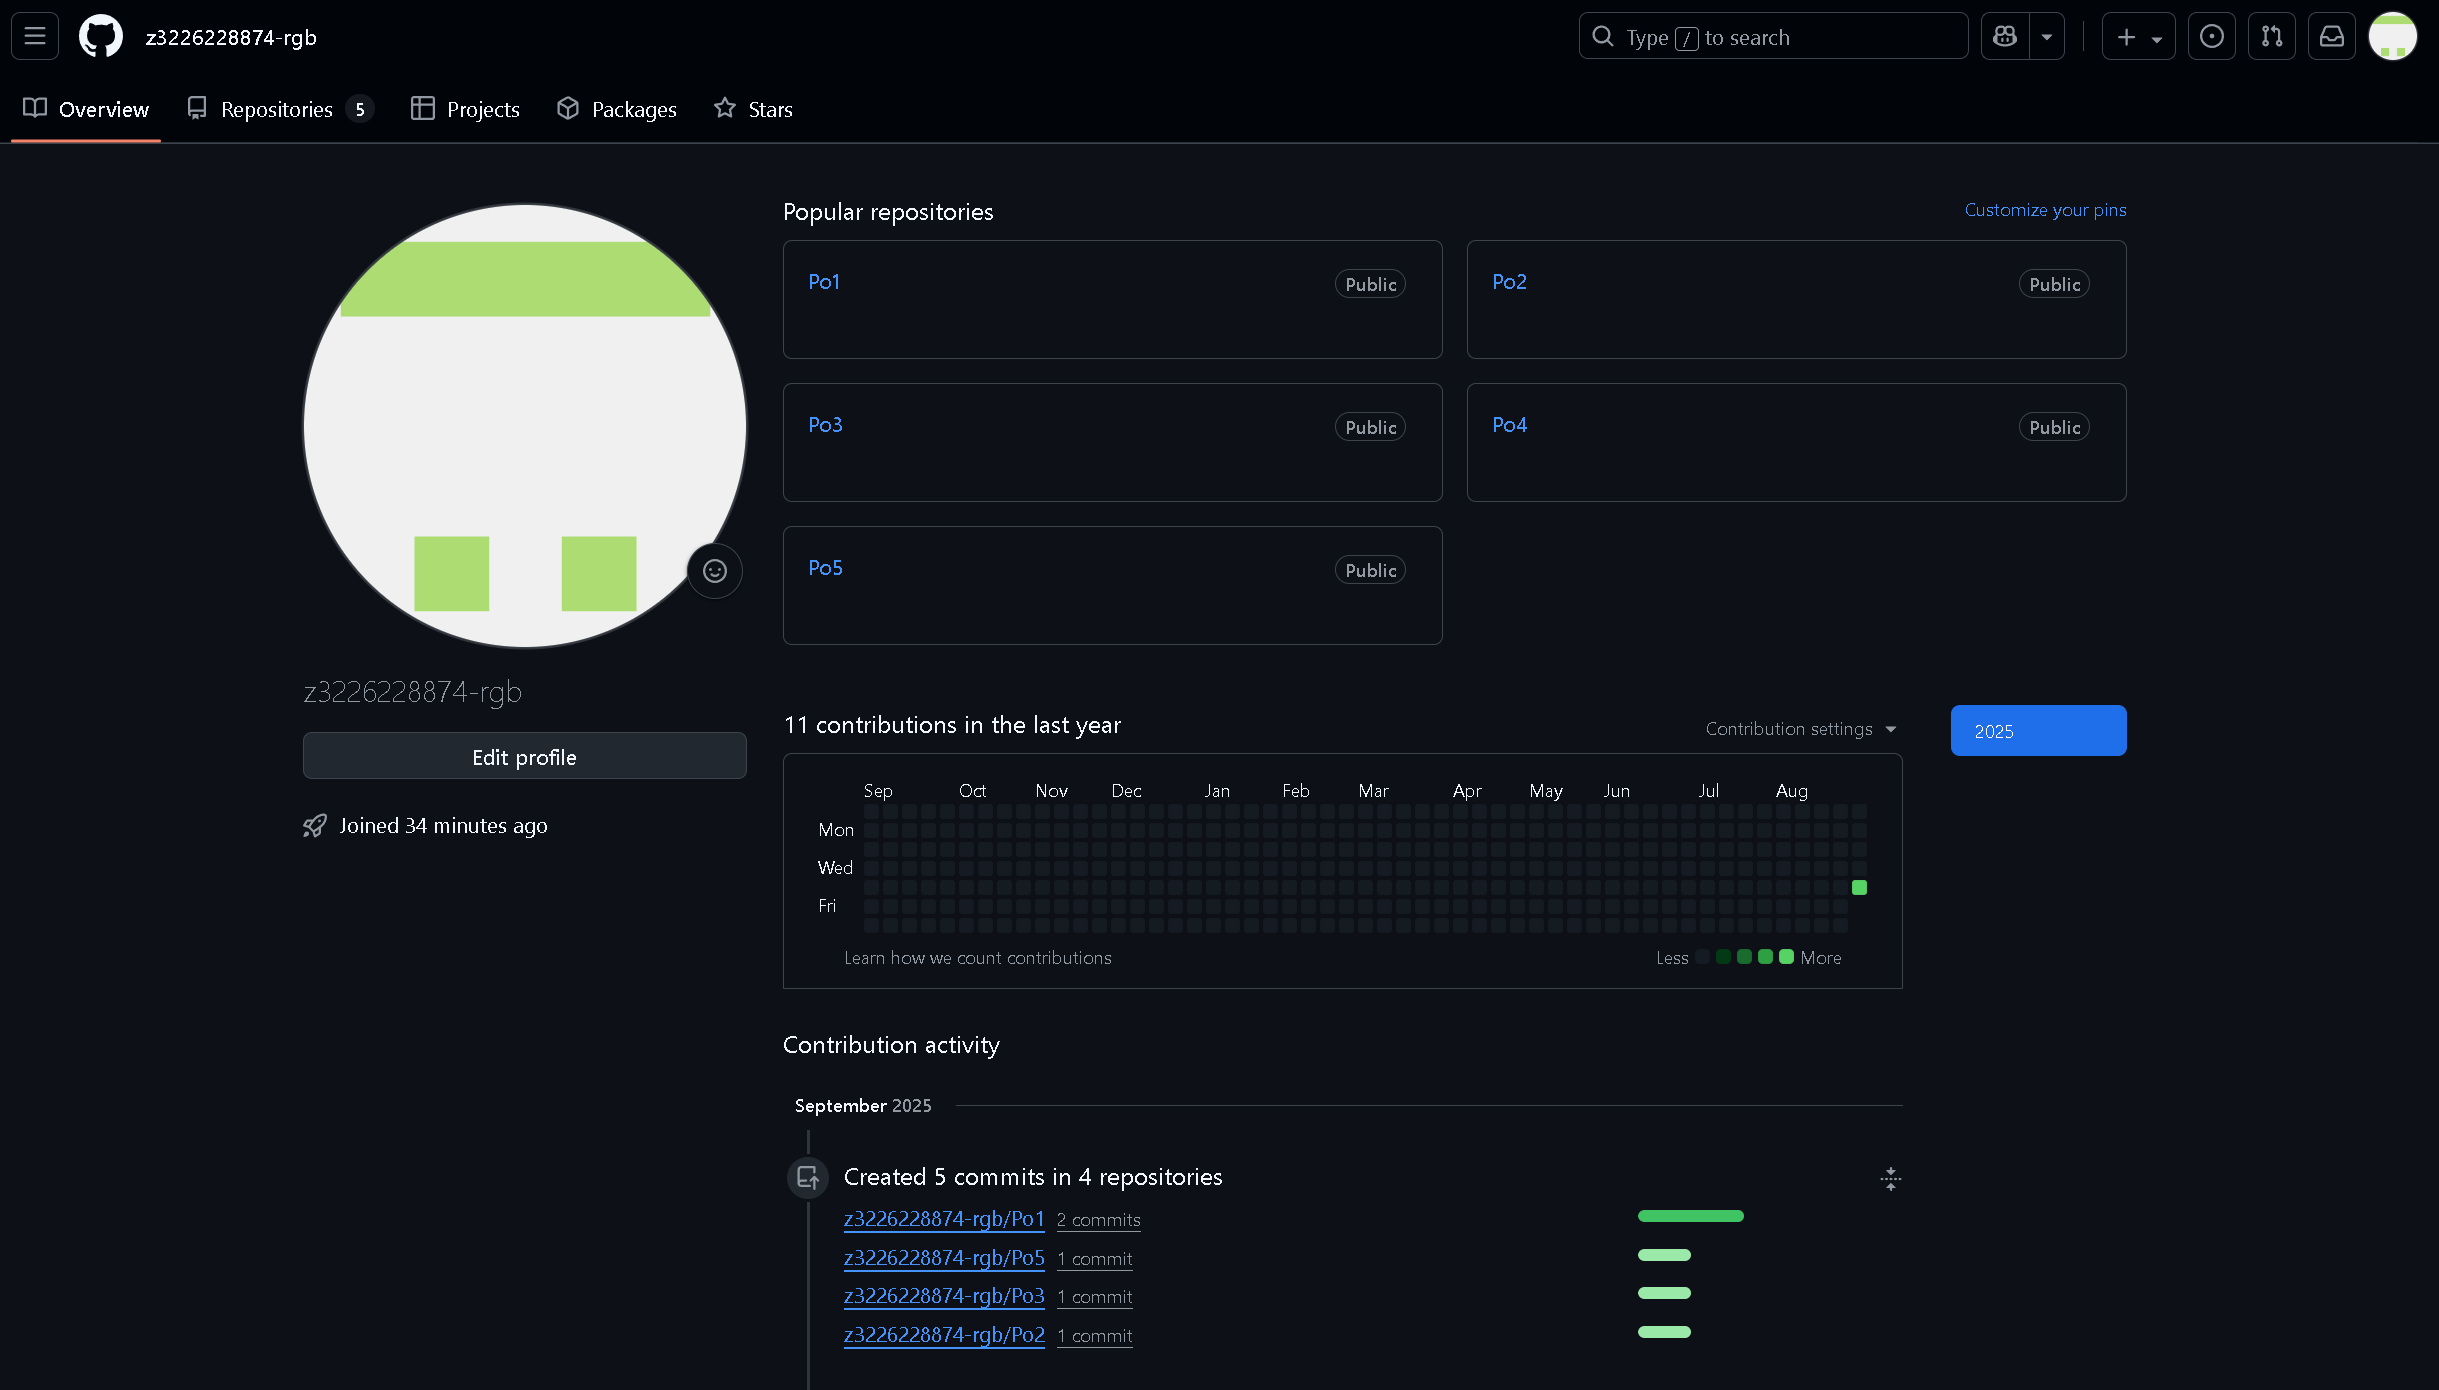 z3226228874-rgb
Type / to search
Overview
Repositories 5
Projects
Packages
Stars
Popular repositories
Customize your pins
Po1 Public
Po2 Public
Po3 Public
Po4 Public
Po5 Public
z3226228874-rgb
Edit profile
Joined 34 minutes ago
11 contributions in the last year
Contribution settings
2025
Sep Oct Nov Dec Jan Feb Mar Apr May Jun Jul Aug
Mon
Wed
Fri
Learn how we count contributions
Less More
Contribution activity
September 2025
Created 5 commits in 4 repositories
z3226228874-rgb/Po1 2 commits
z3226228874-rgb/Po5 1 commit
z3226228874-rgb/Po3 1 commit
z3226228874-rgb/Po2 1 commit